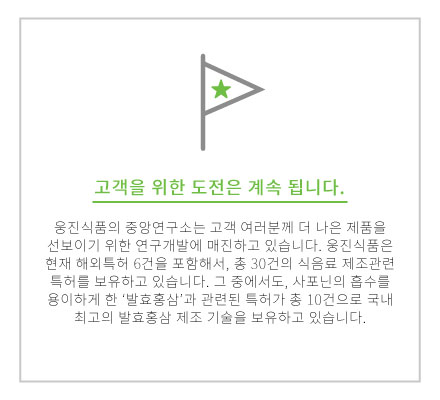 고객을 위한 도전은 계속 됩니다.
웅진식품의 중앙연구소는 고객 여러분께 더 나은 제품을
선보이기 위한 연구개발에 매진하고 있습니다. 웅진식품은
현재 해외특허 6건을 포함해서, 총 30건의 식음료 제조관련
특허를 보유하고 있습니다. 그 중에서도, 사포닌의 흡수를
용이하게 한 ‘발효홍삼’과 관련된 특허가 총 10건으로 국내
최고의 발효홍삼 제조 기술을 보유하고 있습니다.